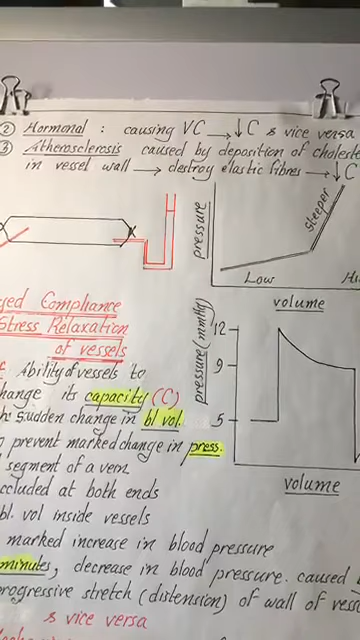 ② Hormonal : causing VC → ↓ C & vice versa
③ Atherosclerosis caused by deposition of cholest
in vessel wall → destroy elastic fibres → ↓ C
pressure
steeper
Low
volume
yed Compliance
Stress Relaxation
of vessels
Ability of vessels to
hange its capacity (C)
sudden change in bl vol.
prevent marked change in press.
segment of a vein
ccluded at both ends
bl. vol inside vessels
marked increase in blood pressure
minutes, decrease in blood pressure. caused
progressive stretch (distension) of wall of vess
& vice versa
pressure (mmHg)
12
9
5
volume